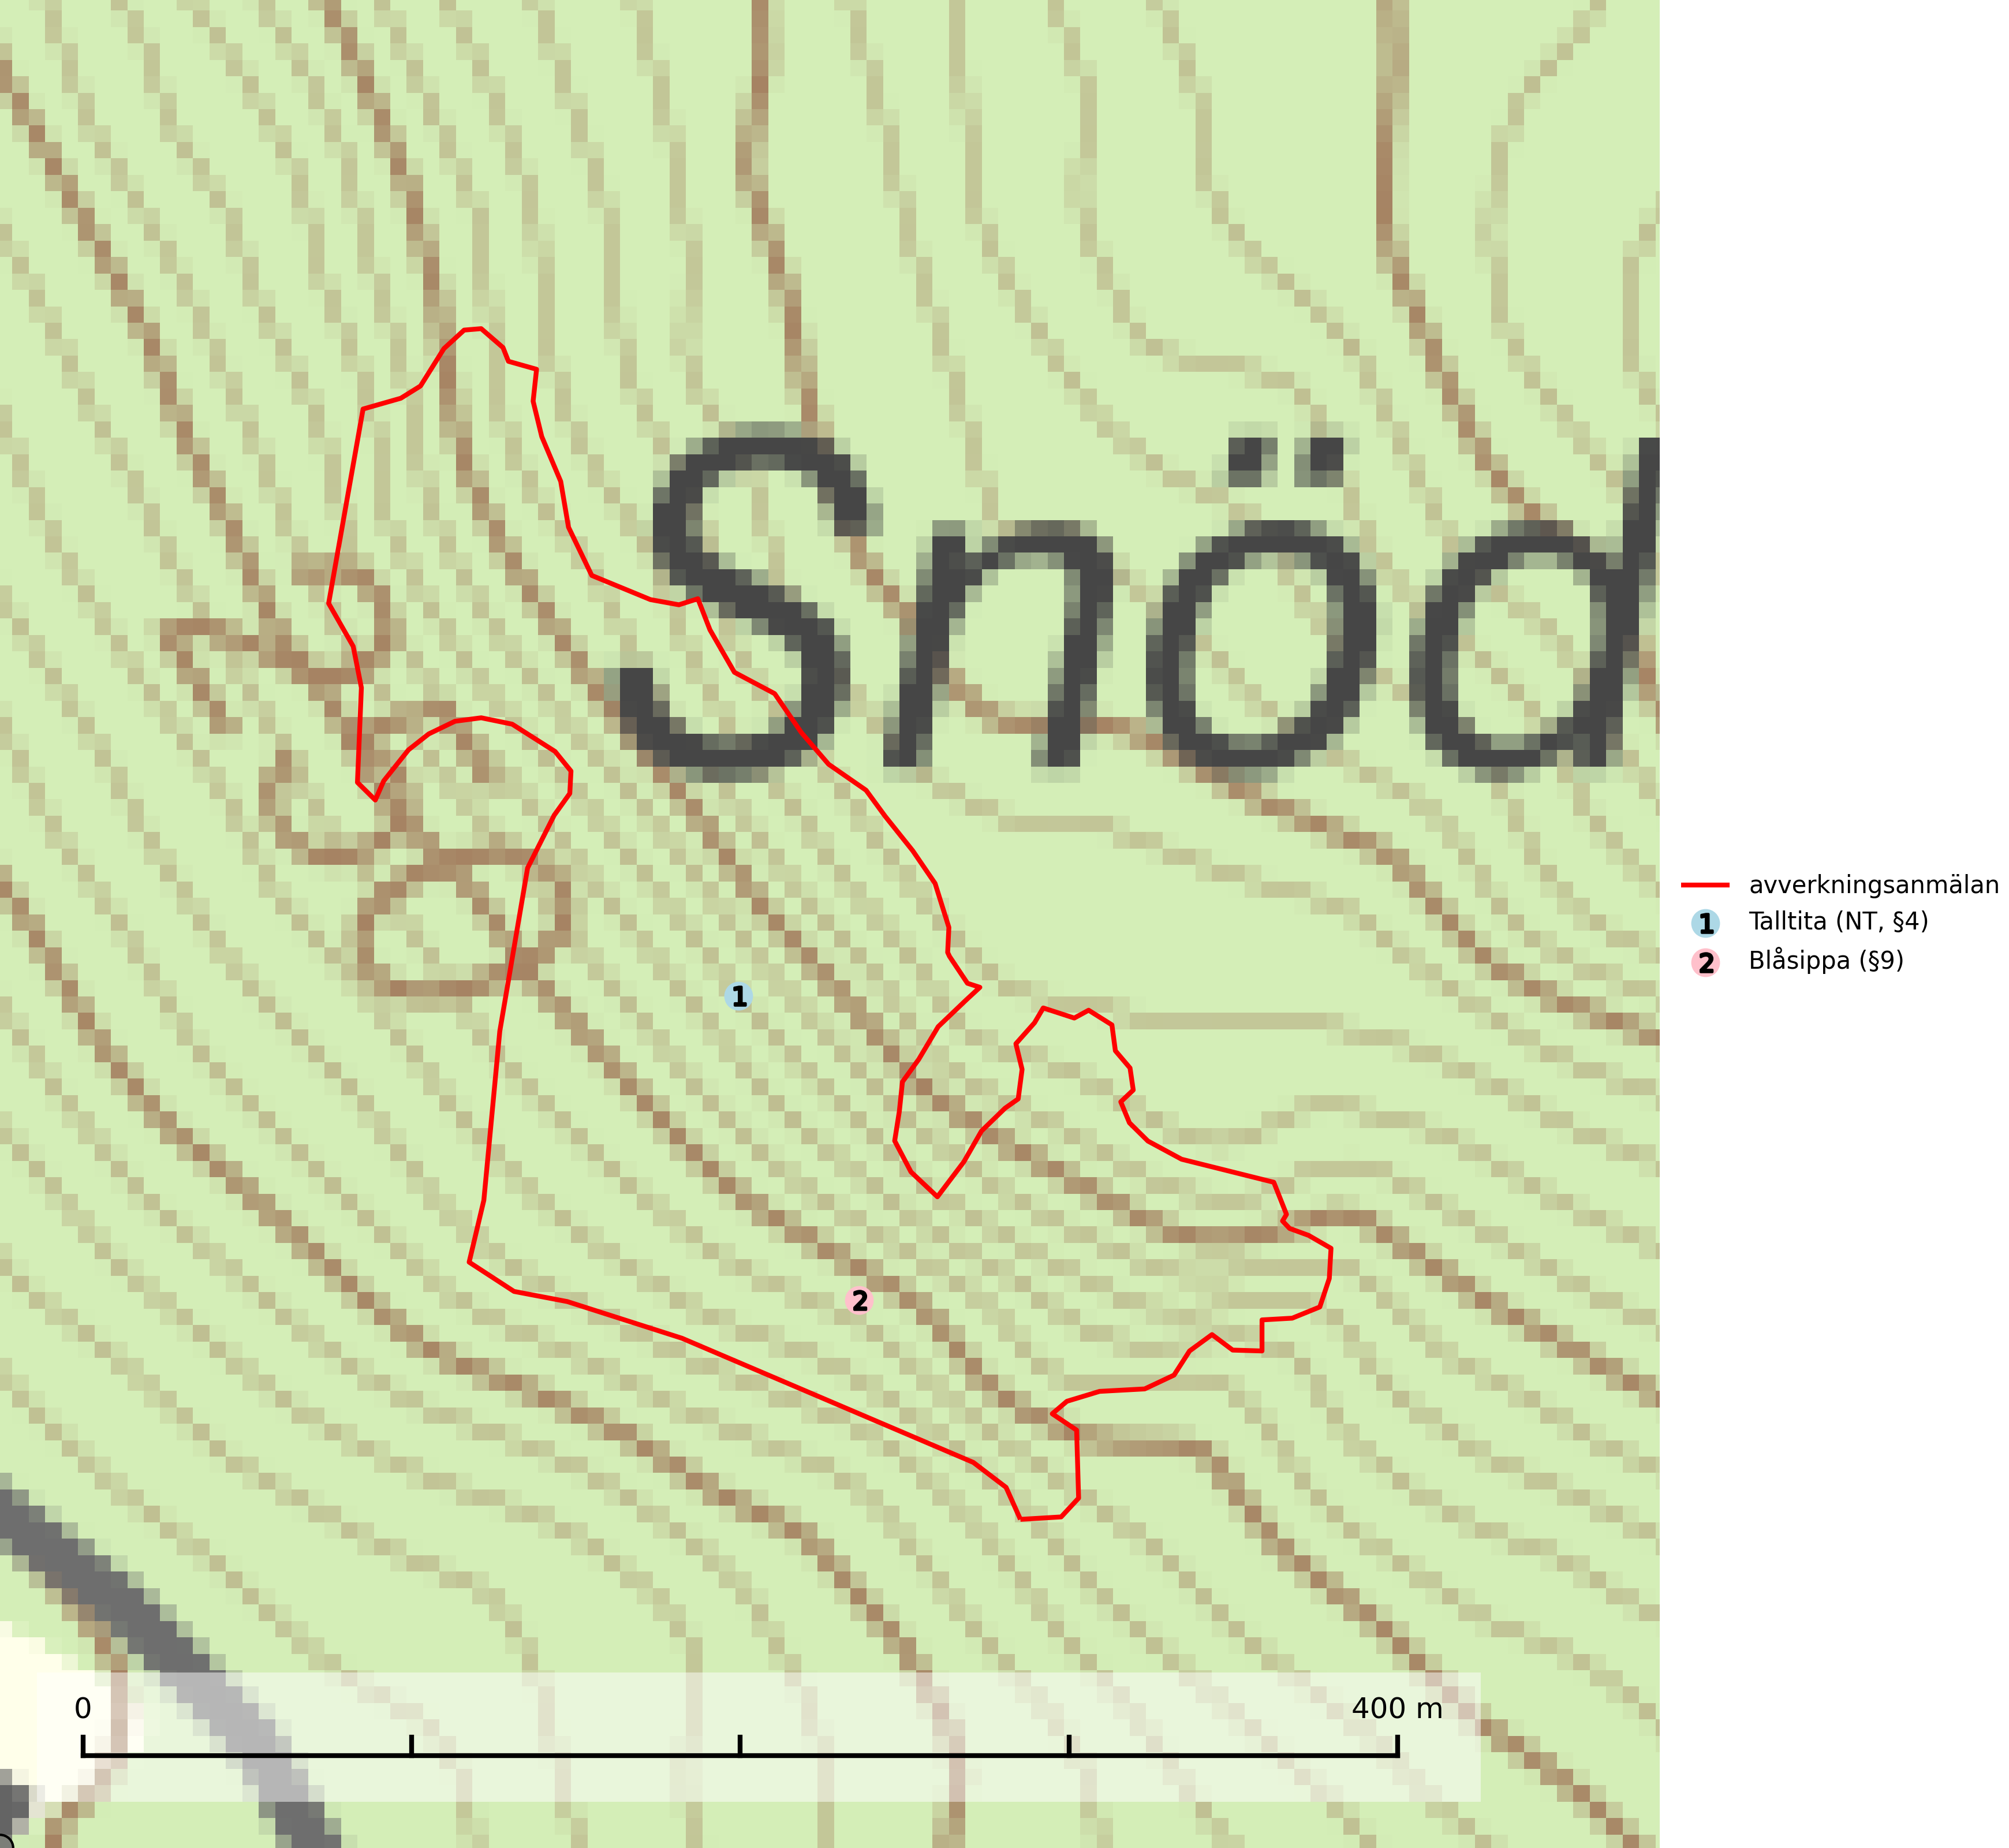 Snöd
avverkningsanmälan
1 Talltita (NT, §4)
2 Blåsippa (§9)
1
2
0 400 m